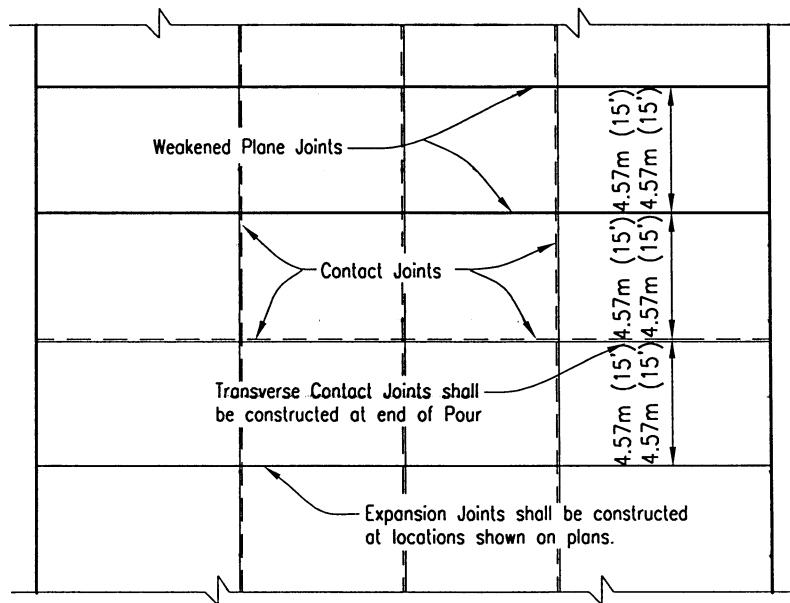 Weakened Plane Joints
4.57m (15')
4.57m (15')
Contact Joints
4.57m (15')
4.57m (15')
Transverse Contact Joints shall
be constructed at end of Pour
4.57m (15')
4.57m (15')
Expansion Joints shall be constructed
at locations shown on plans.